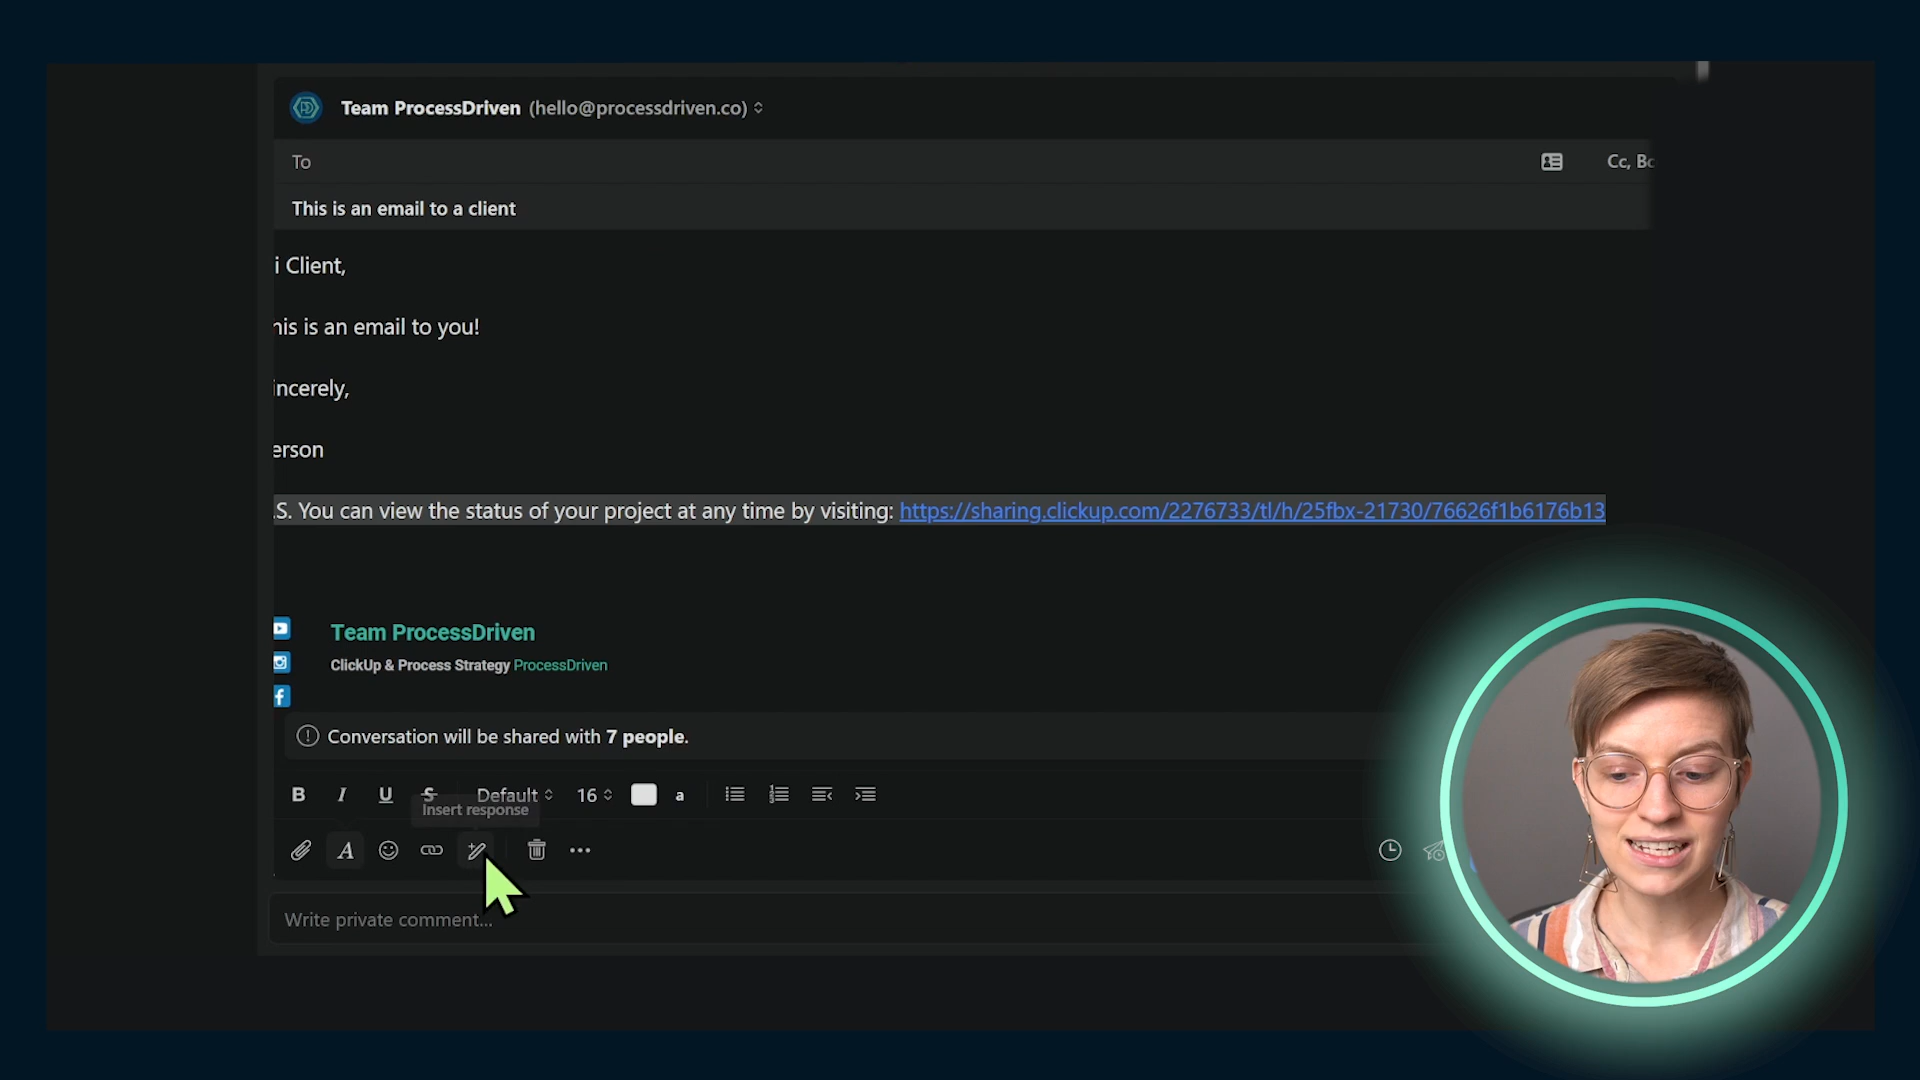 Team ProcessDriven (hello@processdriven.co)
To Cc, Bc
This is an email to a client
i Client,
his is an email to you!
incerely,
erson
.S. You can view the status of your project at any time by visiting: https://sharing.clickup.com/2276733/tl/h/25fbx-21730/76626f1b6176b13
Team ProcessDriven
ClickUp & Process Strategy ProcessDriven
Conversation will be shared with 7 people.
B I U S Default 16 a
Insert response
A
Write private comment...